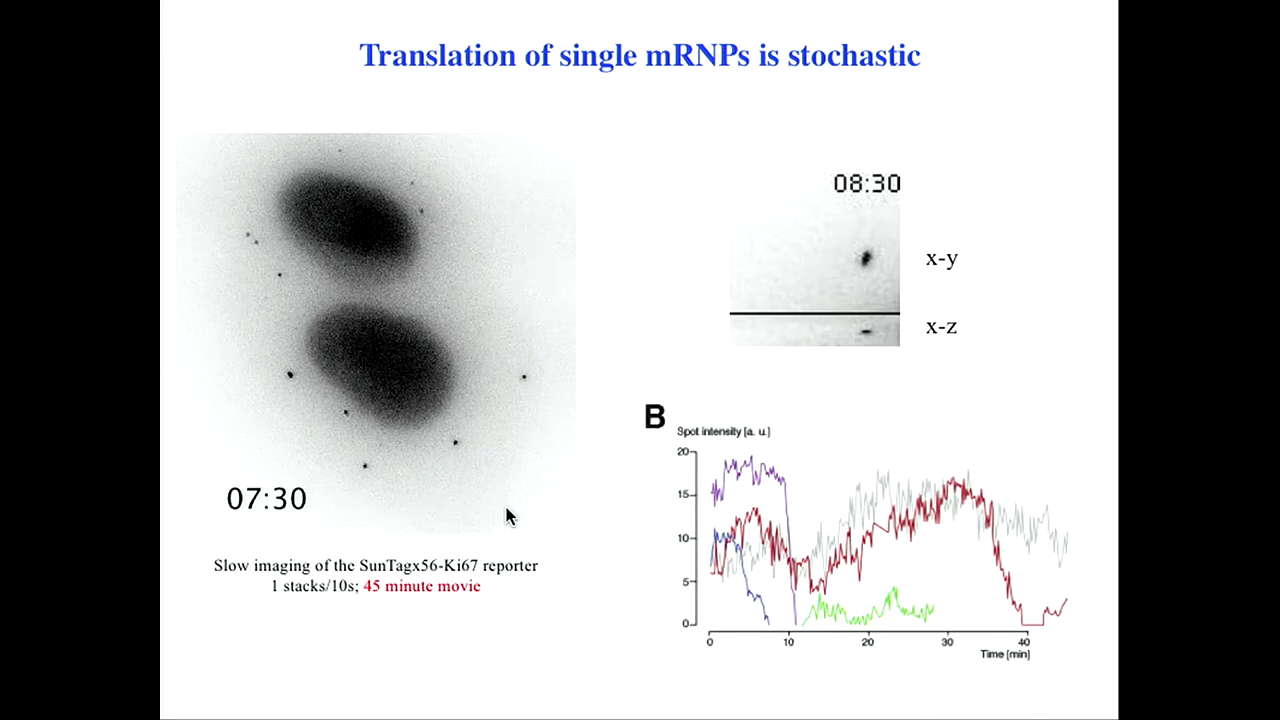 Translation of single mRNPs is stochastic
07:30
Slow imaging of the SunTagx56-Ki67 reporter
1 stacks/10s; 45 minute movie
08:30
x-y
x-z
B
Spot intensity [a. u.]
20
15
10
5
0
0 10 20 30 40
Time [min]